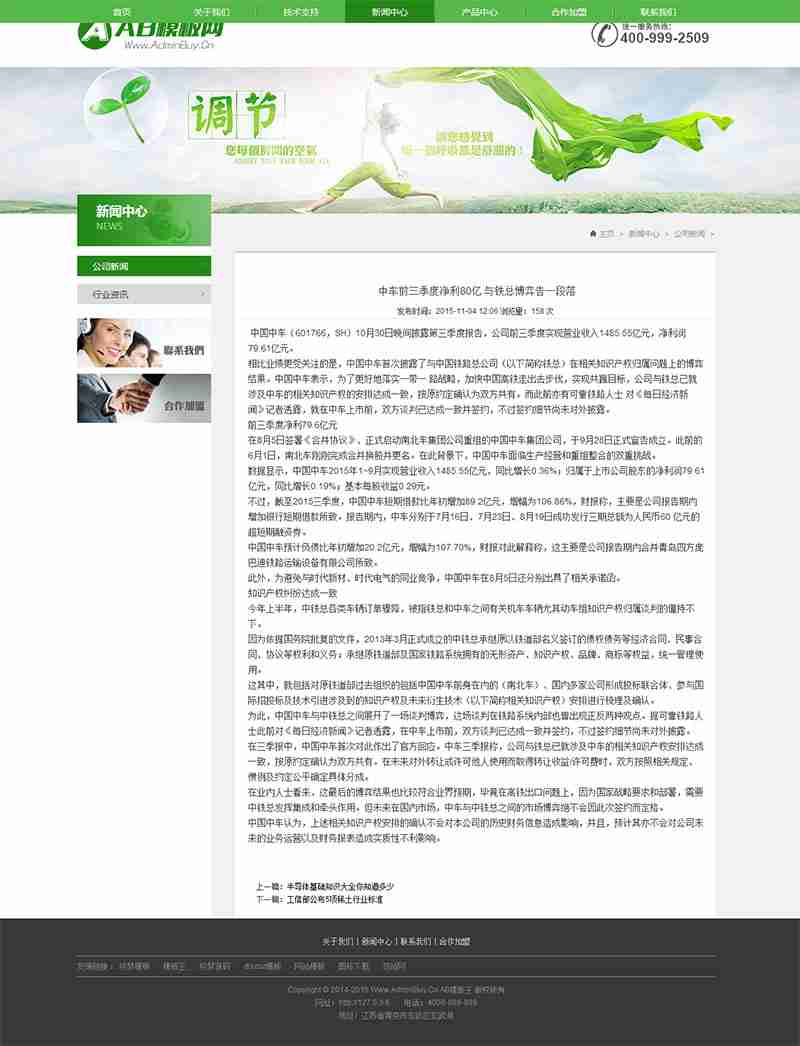 首页 关于我们 技术支持 新闻中心 产品中心 合作加盟 联系我们
AB模板网
Www.AdminBuy.Cn
统一服务热线:
400-999-2509
调节
您每個房間的空氣
讓您感覺到
每一個呼吸都是舒適的！
新闻中心
NEWS
主页 > 新闻中心 > 公司新闻 >
公司新闻
行业资讯
聯系我們
合作加盟
中车前三季度净利80亿 与铁总博弈告一段落
发布时间：2015-11-04 12:06 浏览量：158 次
中国中车（601766，SH）10月30日晚间披露第三季度报告，公司前三季度实现营业收入1485.55亿元，净利润
79.61亿元。
相比业绩更受关注的是，中国中车首次披露了与中国铁路总公司（以下简称铁总）在相关知识产权归属问题上的博弈
结果。中国中车表示，为了更好地落实一带一路战略，加快中国高铁走出去步伐，实现共赢目标，公司与铁总已就
涉及中车的相关知识产权的安排达成一致，按原约定确认为双方共有。而此前亦有可靠铁路人士 对《每日经济新
闻》记者透露，就在中车上市前，双方谈判已达成一致并签约，不过签约细节尚未对外披露。
前三季度净利79.6亿元
在8月5日签署《合并协议》、正式启动南北车集团公司重组的中国中车集团公司，于9月28日正式宣告成立。此前的
6月1日，南北车刚刚完成合并换股并更名。在此背景下，中国中车面临生产经营和重组整合的双重挑战。
数据显示，中国中车2015年1~9月实现营业收入1485.55亿元，同比增长0.36%；归属于上市公司股东的净利润79.61
亿元，同比增长0.19%；基本每股收益0.29元。
不过，截至2015三季度，中国中车短期借款比年初增加89.2亿元，增幅为106.86%，财报称，主要是公司报告期内
增加银行短期借款所致。报告期内，中车分别于7月16日、7月23日、8月19日成功发行三期总额为人民币60 亿元的
超短期融资券。
中国中车预计负债比年初增加20.2亿元，增幅为107.70%，财报对此解释称，这主要是公司报告期内合并青岛四方庞
巴迪铁路运输设备有限公司所致。
此外，为避免与时代新材、时代电气的同业竞争，中国中车在8月5日还分别出具了相关承诺函。
知识产权纠纷达成一致
今年上半年，中铁总各类车辆订单骤降，被指铁总和中车之间有关机车车辆尤其动车组知识产权归属谈判的僵持不
下。
因为依据国务院批复的文件，2013年3月正式成立的中铁总承继原以铁道部名义签订的债权债务等经济合同、民事合
同、协议等权利和义务；承继原铁道部及国家铁路系统拥有的无形资产、知识产权、品牌、商标等权益，统一管理使
用。
这其中，就包括对原铁道部过去组织的包括中国中车前身在内的（南北车）、国内多家公司形成投标联合体、参与国
际招投标及技术引进涉及到的知识产权及未来衍生技术（以下简称相关知识产权）安排进行梳理及确认。
为此，中国中车与中铁总之间展开了一场谈判博弈，这场谈判在铁路系统内部也冒出现正反两种观点。据可靠铁路人
士此前对《每日经济新闻》记者透露，在中车上市前，双方谈判已达成一致并签约，不过签约细节尚未对外披露。
在三季报中，中国中车首次对此作出了官方回应。中车三季报称，公司与铁总已就涉及中车的相关知识产权安排达成
一致，按原约定确认为双方共有。在未来对外转让或许可他人使用而取得转让收益/许可费时，双方按照相关规定、
惯例及约定公平确定具体分成。
在业内人士看来，这最后的博弈结果也比较符合业界预期，毕竟在高铁出口问题上，因为国家战略要求和部署，需要
中铁总发挥集成和牵头作用。但未来在国内市场，中车与中铁总之间的市场博弈绝不会因此次签约而定格。
中国中车认为，上述相关知识产权安排的确认不会对本公司的历史财务信息造成影响，并且，预计其亦不会对公司未
来的业务运营以及财务报表造成实质性不利影响。
上一篇：半导体基础知识大全你知道多少
下一篇：工信部公布5项稀土行业标准
关于我们 | 新闻中心 | 联系我们 | 合作加盟
友情链接： 织梦模板 模板王 织梦源码 dedecms模板 网站模板 图标下载
Copyright © 2014-2015 Www.AdminBuy.Cn AB模板王 版权所有
网址：http://127.0.0.6 电话：4008-888-888